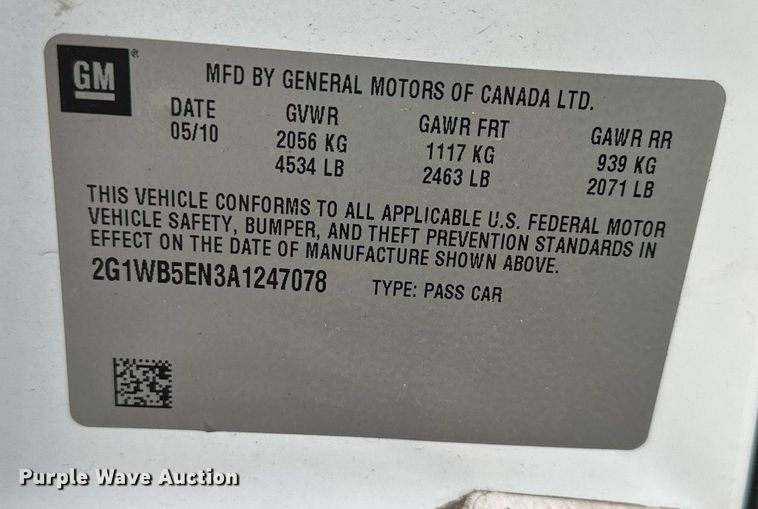 GM®
MFD BY GENERAL MOTORS OF CANADA LTD.
DATE GVWR GAWR FRT GAWR RR
05/10 2056 KG 1117 KG 939 KG
4534 LB 2463 LB 2071 LB
THIS VEHICLE CONFORMS TO ALL APPLICABLE U.S. FEDERAL MOTOR
VEHICLE SAFETY, BUMPER, AND THEFT PREVENTION STANDARDS IN
EFFECT ON THE DATE OF MANUFACTURE SHOWN ABOVE.
2G1WB5EN3A1247078 TYPE: PASS CAR
Purple Wave Auction